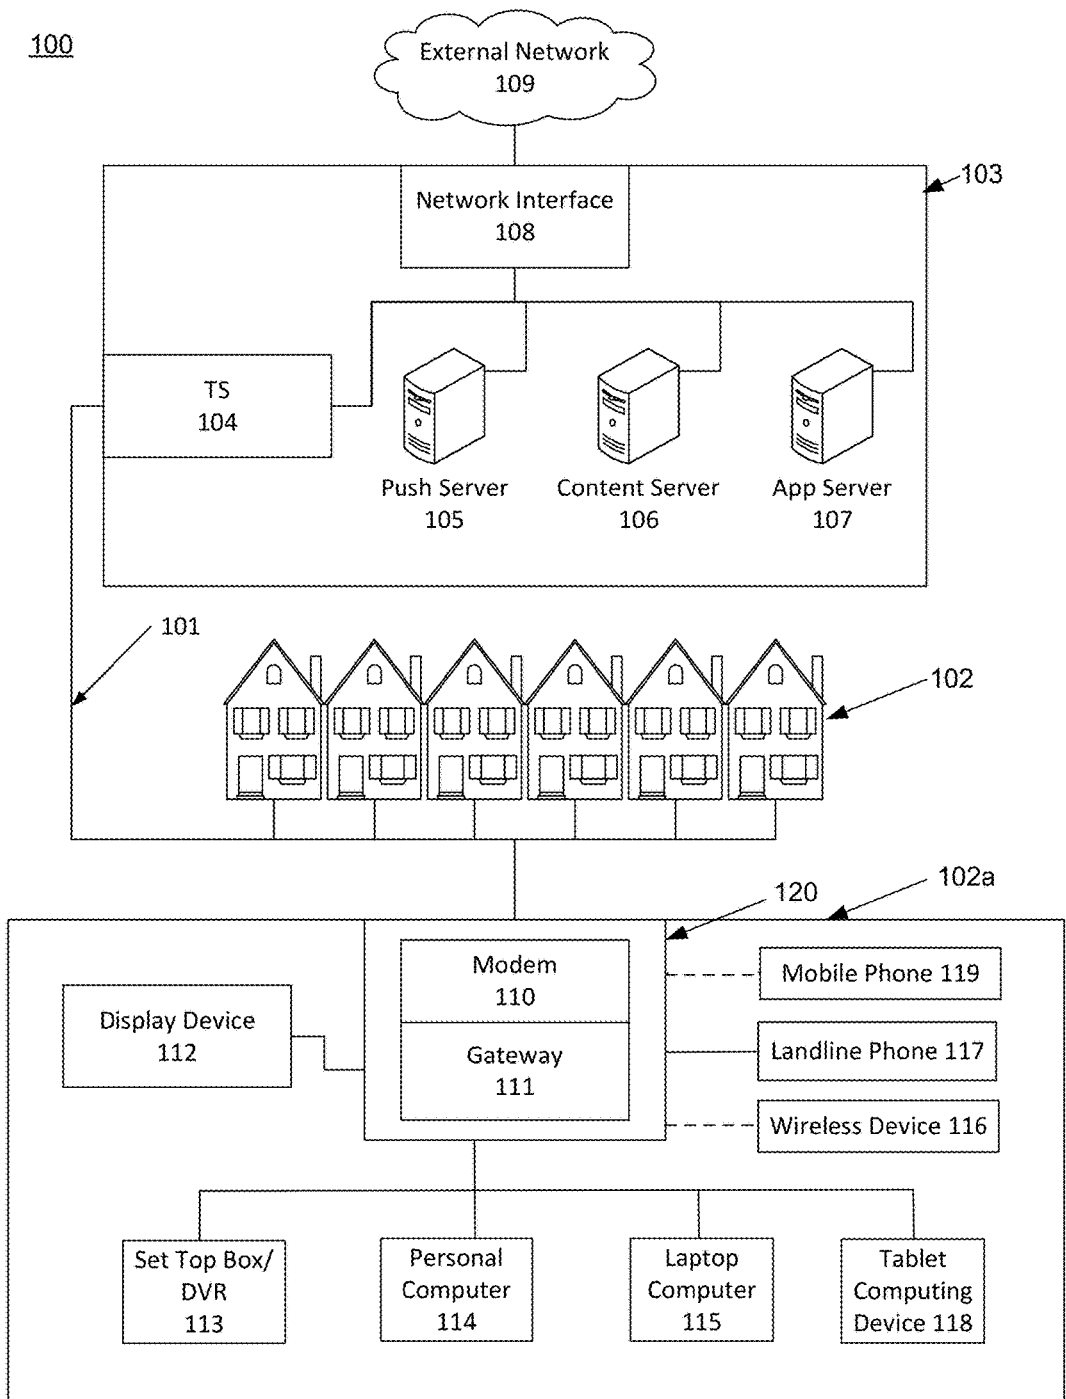 100
External Network
109
103
Network Interface
108
TS
104
Push Server
105
Content Server
106
App Server
107
101
102
102a
120
Modem
110
Gateway
111
Display Device
112
Mobile Phone 119
Landline Phone 117
Wireless Device 116
Set Top Box/
DVR
113
Personal
Computer
114
Laptop
Computer
115
Tablet
Computing
Device 118